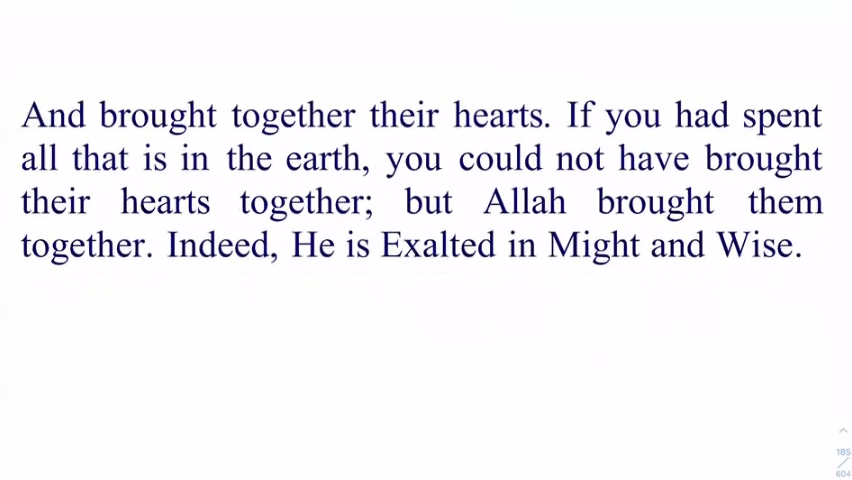 And brought together their hearts. If you had spent
all that is in the earth, you could not have brought
their hearts together; but Allah brought them
together. Indeed, He is Exalted in Might and Wise.
185
/
604